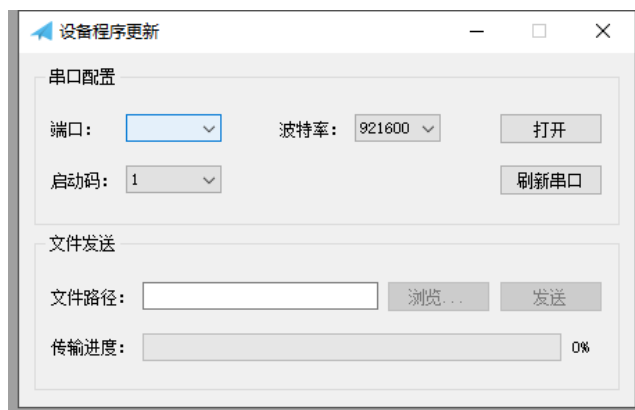 设备程序更新
串口配置
端口： 波特率： 921600 打开
启动码： 1 刷新串口
文件发送
文件路径： 浏览... 发送
传输进度： 0%